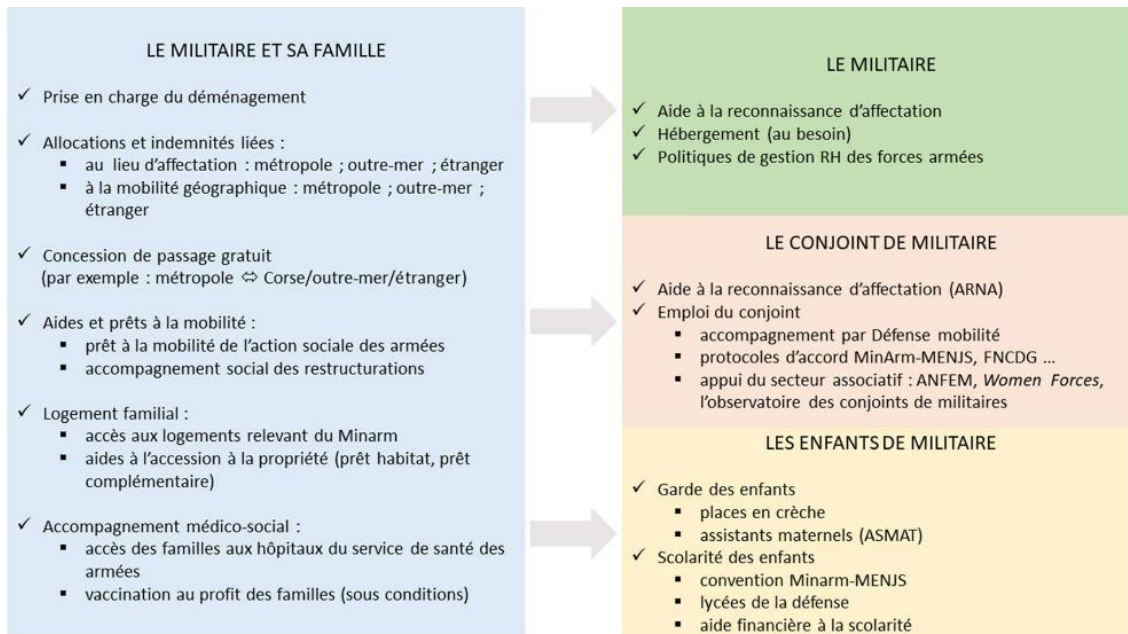 LE MILITAIRE ET SA FAMILLE
✓ Prise en charge du déménagement
✓ Allocations et indemnités liées :
▪ au lieu d’affectation : métropole ; outre-mer ; étranger
▪ à la mobilité géographique : métropole ; outre-mer ;
étranger
✓ Concession de passage gratuit
(par exemple : métropole ⇔ Corse/outre-mer/étranger)
✓ Aides et prêts à la mobilité :
▪ prêt à la mobilité de l’action sociale des armées
▪ accompagnement social des restructurations
✓ Logement familial :
▪ accès aux logements relevant du Minarm
▪ aides à l’accession à la propriété (prêt habitat, prêt
complémentaire)
✓ Accompagnement médico-social :
▪ accès des familles aux hôpitaux du service de santé des
armées
▪ vaccination au profit des familles (sous conditions)
LE MILITAIRE
✓ Aide à la reconnaissance d’affectation
✓ Hébergement (au besoin)
✓ Politiques de gestion RH des forces armées
LE CONJOINT DE MILITAIRE
✓ Aide à la reconnaissance d’affectation (ARNA)
✓ Emploi du conjoint
▪ accompagnement par Défense mobilité
▪ protocoles d’accord MinArm-MENJS, FNCDG ...
▪ appui du secteur associatif : ANFEM, Women Forces,
l’observatoire des conjoints de militaires
LES ENFANTS DE MILITAIRE
✓ Garde des enfants
▪ places en crèche
▪ assistants maternels (ASMAT)
✓ Scolarité des enfants
▪ convention Minarm-MENJS
▪ lycées de la défense
▪ aide financière à la scolarité